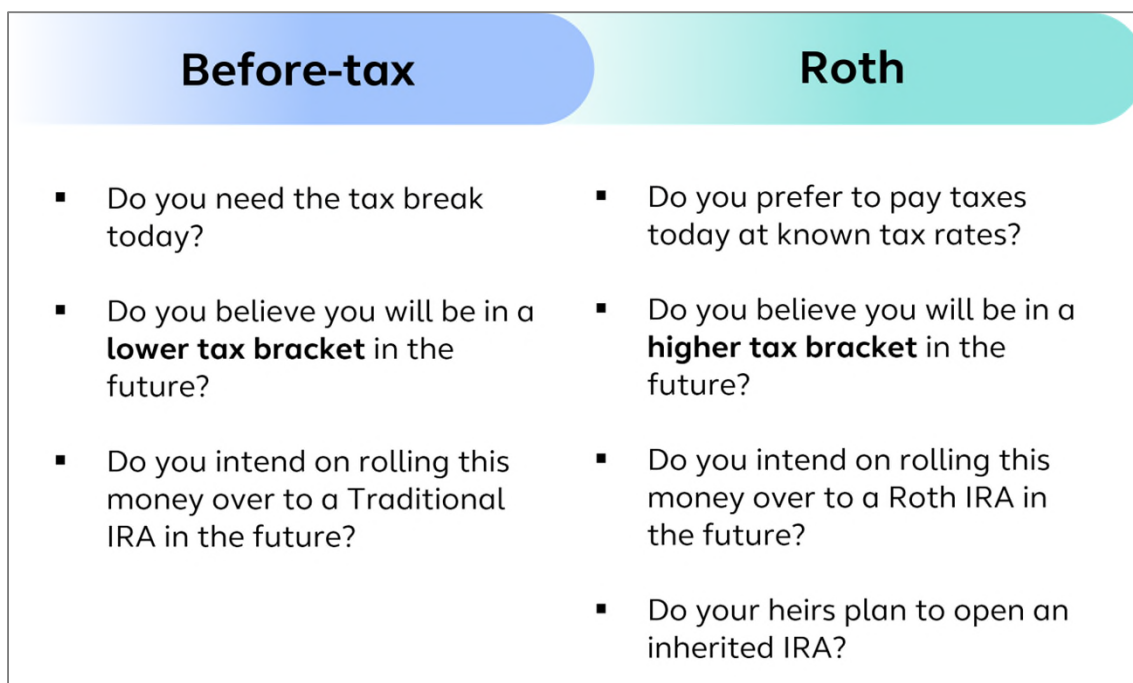 Before-tax
▪ Do you need the tax break
today?
▪ Do you believe you will be in a
lower tax bracket in the
future?
▪ Do you intend on rolling this
money over to a Traditional
IRA in the future?
Roth
▪ Do you prefer to pay taxes
today at known tax rates?
▪ Do you believe you will be in a
higher tax bracket in the
future?
▪ Do you intend on rolling this
money over to a Roth IRA in
the future?
▪ Do your heirs plan to open an
inherited IRA?